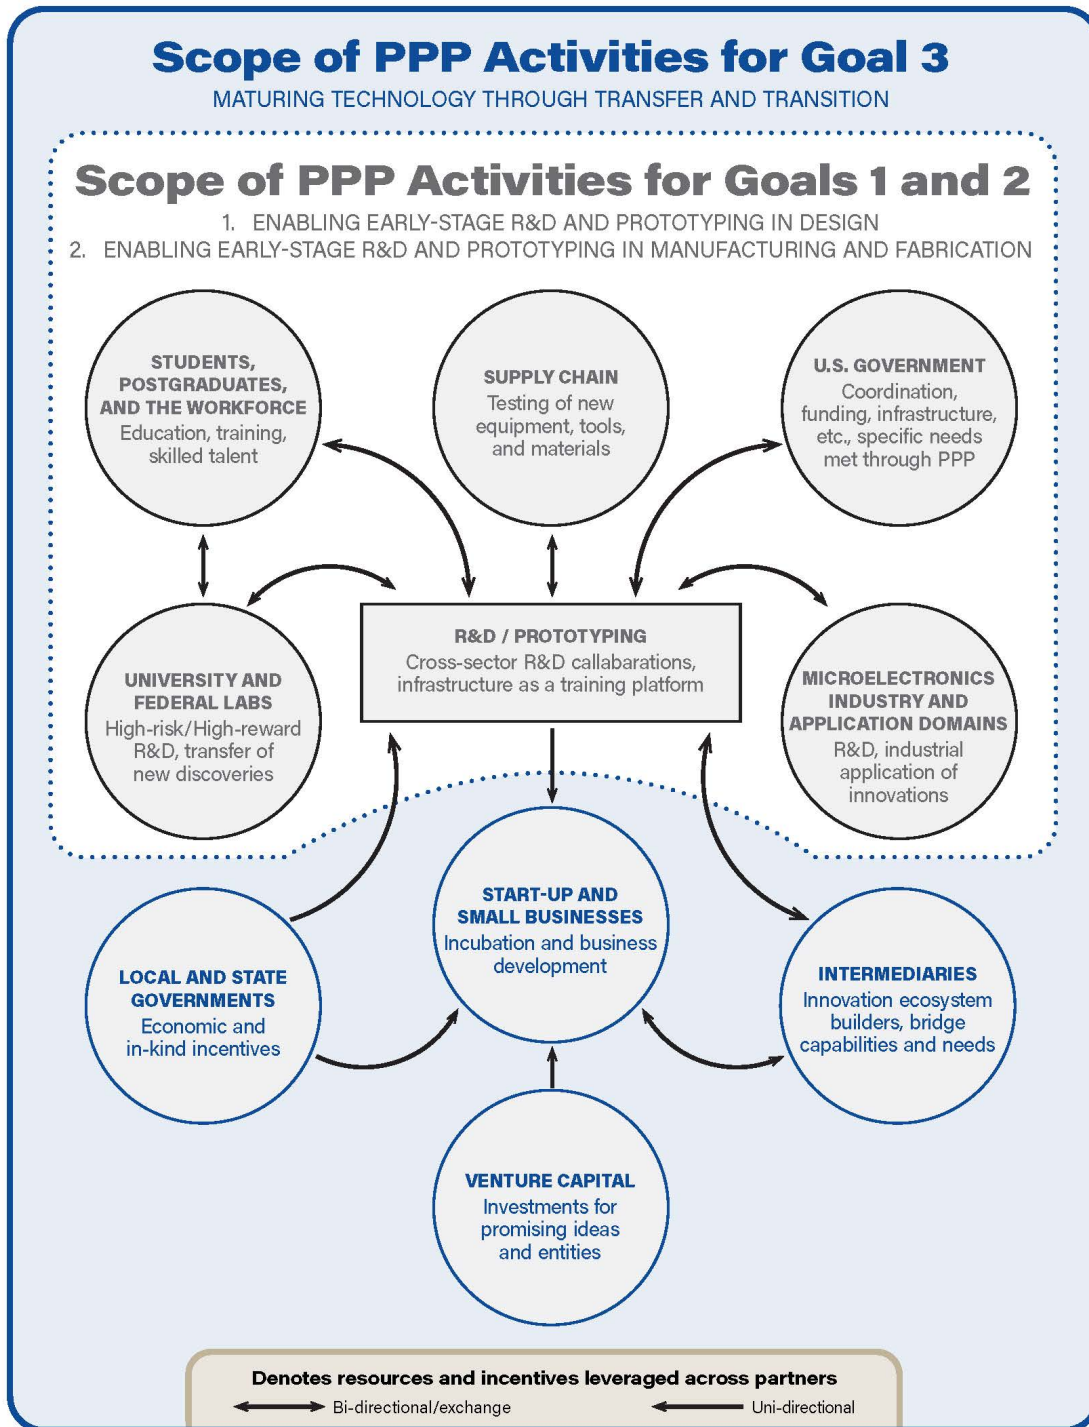 Scope of PPP Activities for Goal 3
MATURING TECHNOLOGY THROUGH TRANSFER AND TRANSITION
Scope of PPP Activities for Goals 1 and 2
1. ENABLING EARLY-STAGE R&D AND PROTOTYPING IN DESIGN
2. ENABLING EARLY-STAGE R&D AND PROTOTYPING IN MANUFACTURING AND FABRICATION
STUDENTS,
POSTGRADUATES,
AND THE WORKFORCE
Education, training,
skilled talent
SUPPLY CHAIN
Testing of new
equipment, tools,
and materials
U.S. GOVERNMENT
Coordination,
funding, infrastructure,
etc., specific needs
met through PPP
UNIVERSITY AND
FEDERAL LABS
High-risk/High-reward
R&D, transfer of
new discoveries
R&D / PROTOTYPING
Cross-sector R&D callabarations,
infrastructure as a training platform
MICROELECTRONICS
INDUSTRY AND
APPLICATION DOMAINS
R&D, industrial
application of
innovations
LOCAL AND STATE
GOVERNMENTS
Economic and
in-kind incentives
START-UP AND
SMALL BUSINESSES
Incubation and business
development
INTERMEDIARIES
Innovation ecosystem
builders, bridge
capabilities and needs
VENTURE CAPITAL
Investments for
promising ideas
and entities
Denotes resources and incentives leveraged across partners
Bi-directional/exchange
Uni-directional